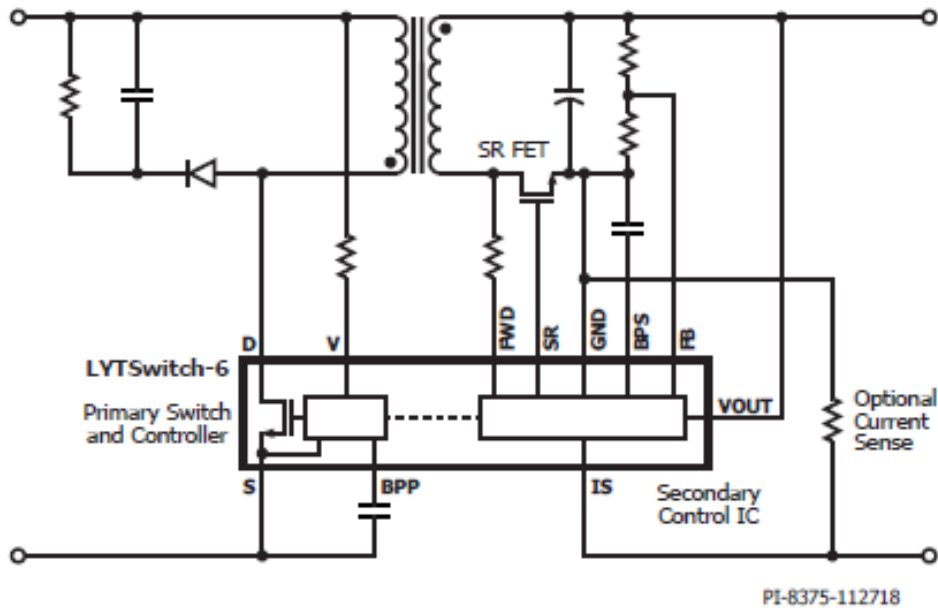 SR FET
D
V
FWD
SR
GND
BPS
FB
LYTSwitch-6
Primary Switch
and Controller
VOUT
Optional
Current
Sense
S
BPP
IS
Secondary
Control IC
PI-8375-112718